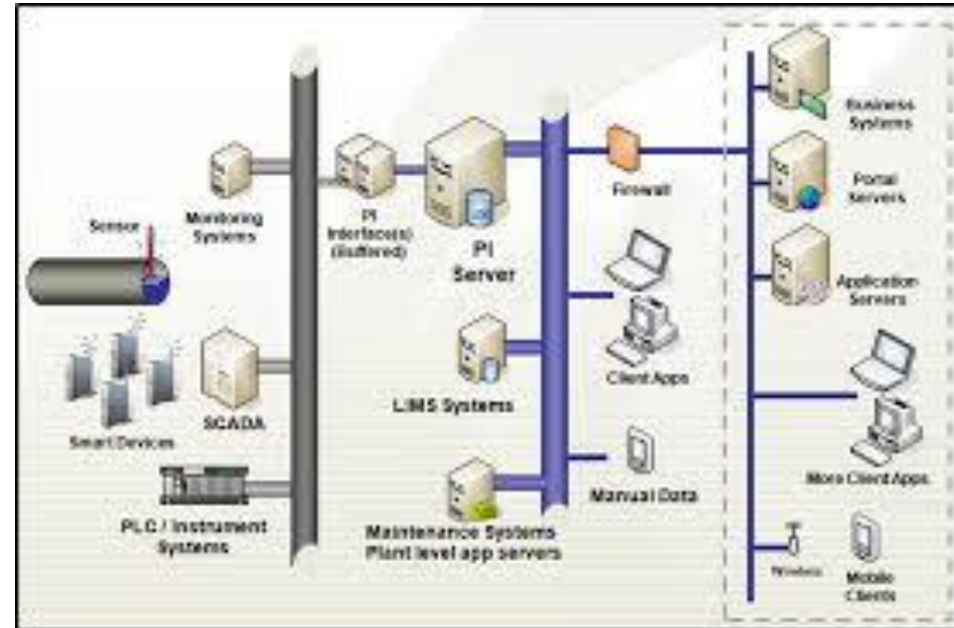 Sensor
Monitoring
Systems
PI
Interface(s)
(Buffered)
PI
Server
Firewall
Business
Systems
Portal
Servers
Application
Servers
Smart Devices
SCADA
LIMS Systems
Client Apps
PLC / Instrument
Systems
Maintenance Systems
Plant level app servers
Manual Data
More Client Apps
Wireless
Mobile
Clients